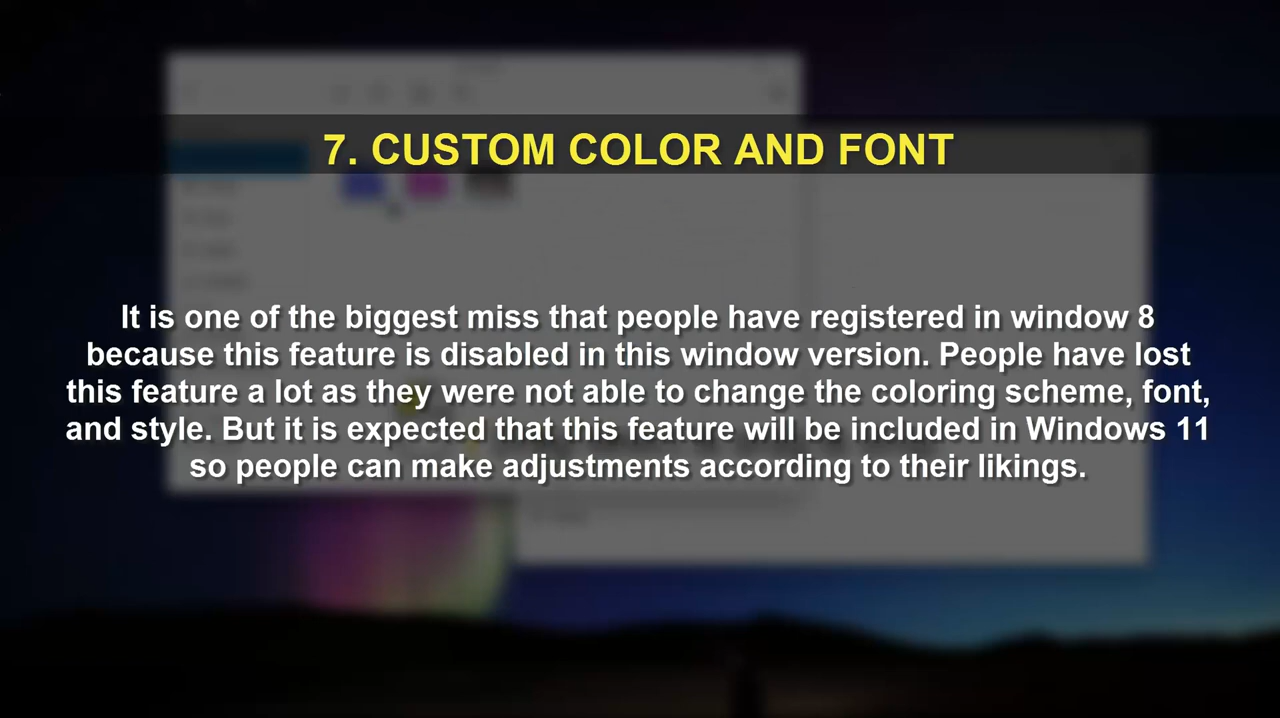 7. CUSTOM COLOR AND FONT
It is one of the biggest miss that people have registered in window 8
because this feature is disabled in this window version. People have lost
this feature a lot as they were not able to change the coloring scheme, font,
and style. But it is expected that this feature will be included in Windows 11
so people can make adjustments according to their likings.